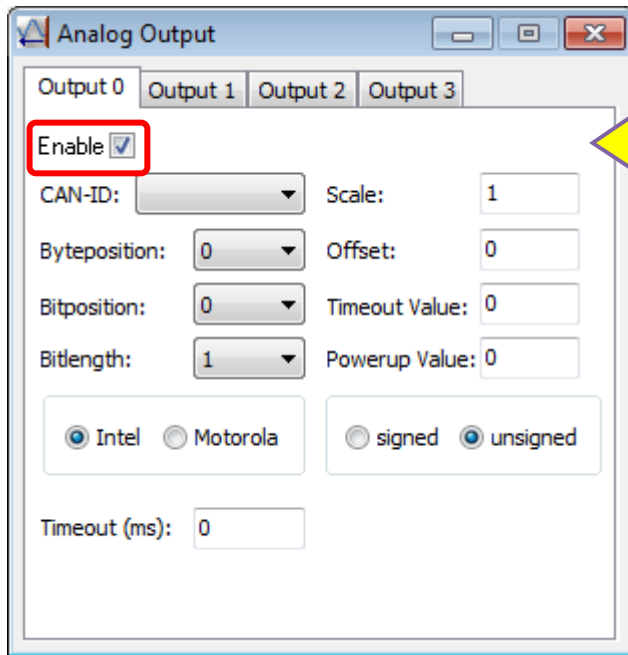 Analog Output
Output 0 Output 1 Output 2 Output 3
Enable
CAN-ID: Scale: 1
Byteposition: 0 Offset: 0
Bitposition: 0 Timeout Value: 0
Bitlength: 1 Powerup Value: 0
Intel Motorola signed unsigned
Timeout (ms): 0